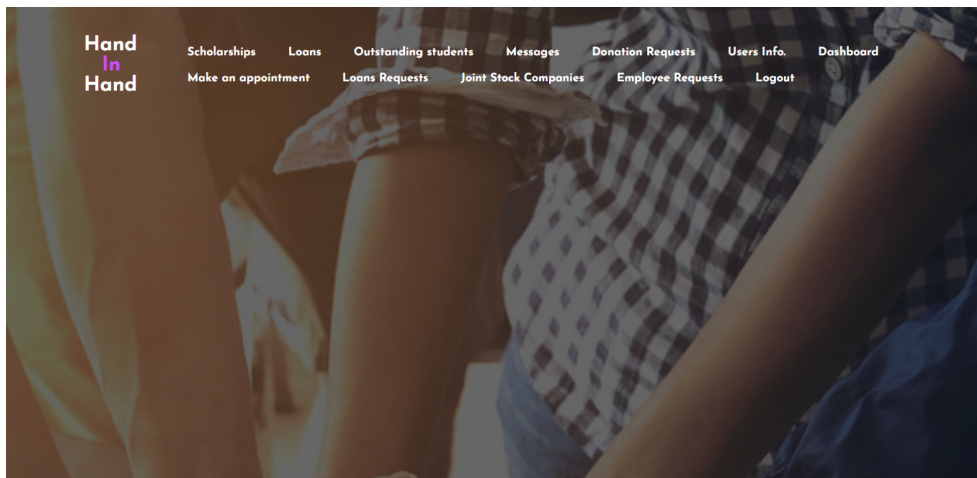 Hand
In
Hand
Scholarships Loans Outstanding students Messages Donation Requests Users Info. Dashboard
Make an appointment Loans Requests Joint Stock Companies Employee Requests Logout